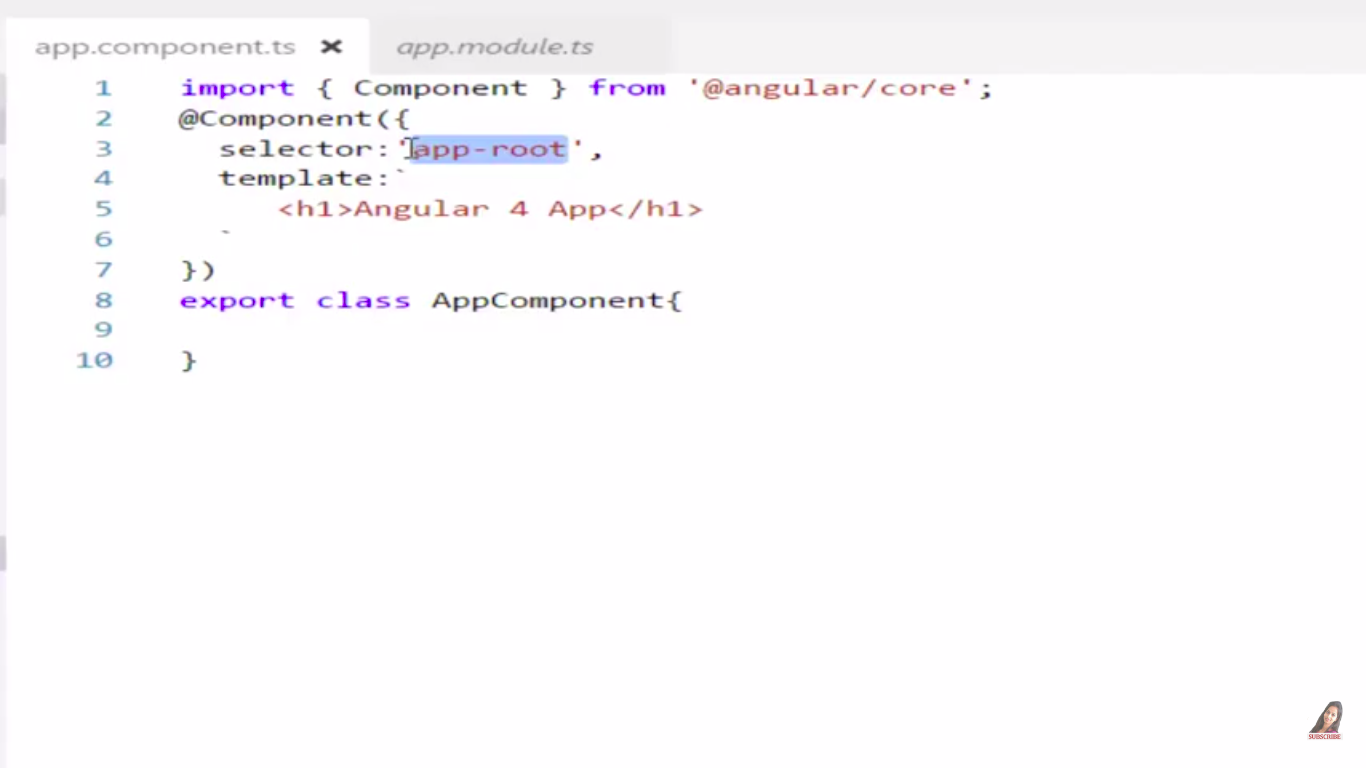 app.component.ts ✖ app.module.ts
1 import { Component } from '@angular/core';
2 @Component({
3 selector:'app-root',
4 template:`
5 <h1>Angular 4 App</h1>
6 `
7 })
8 export class AppComponent{
9
10 }
SUBSCRIBE